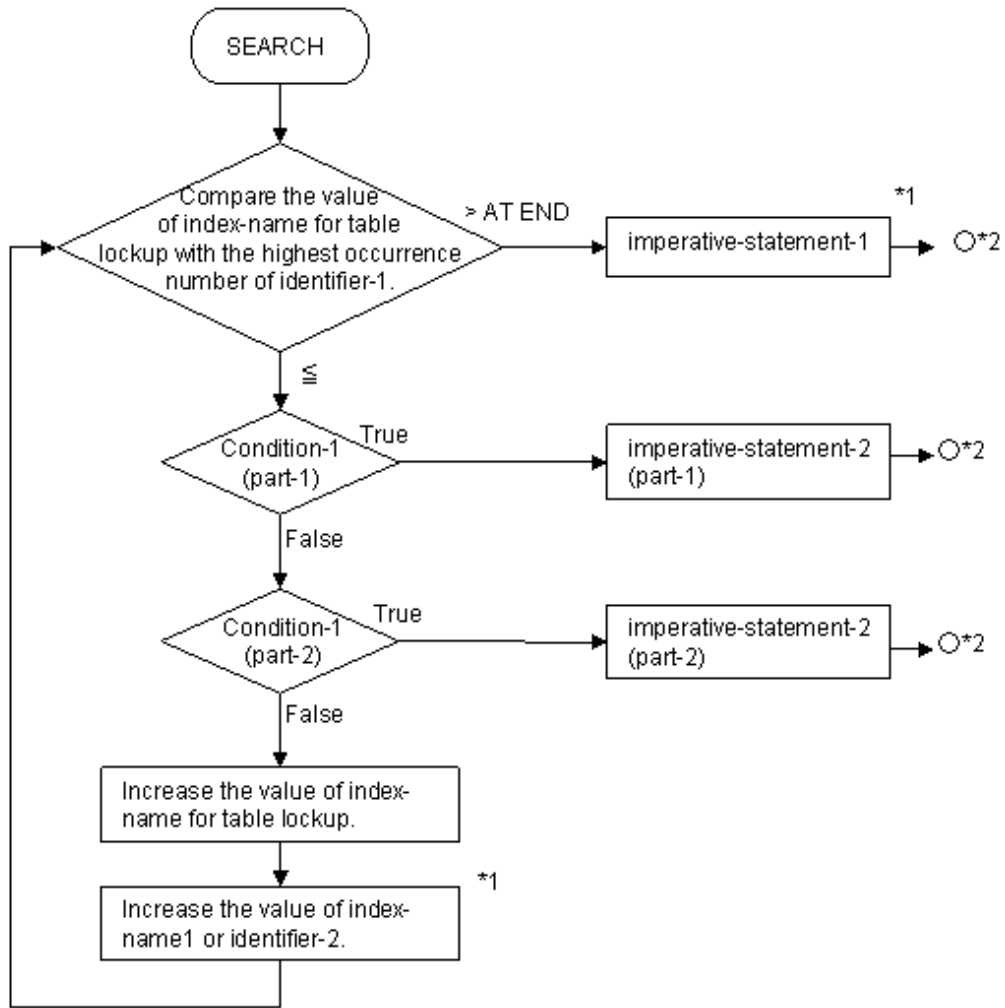 SEARCH
Compare the value
of index-name for table
lockup with the highest occurrence
number of identifier-1.
> AT END
*1
imperative-statement-1
*2
≦
Condition-1
(part-1)
True
imperative-statement-2
(part-1)
*2
False
Condition-1
(part-2)
True
imperative-statement-2
(part-2)
*2
False
Increase the value of index-
name for table lockup.
*1
Increase the value of index-
name1 or identifier-2.